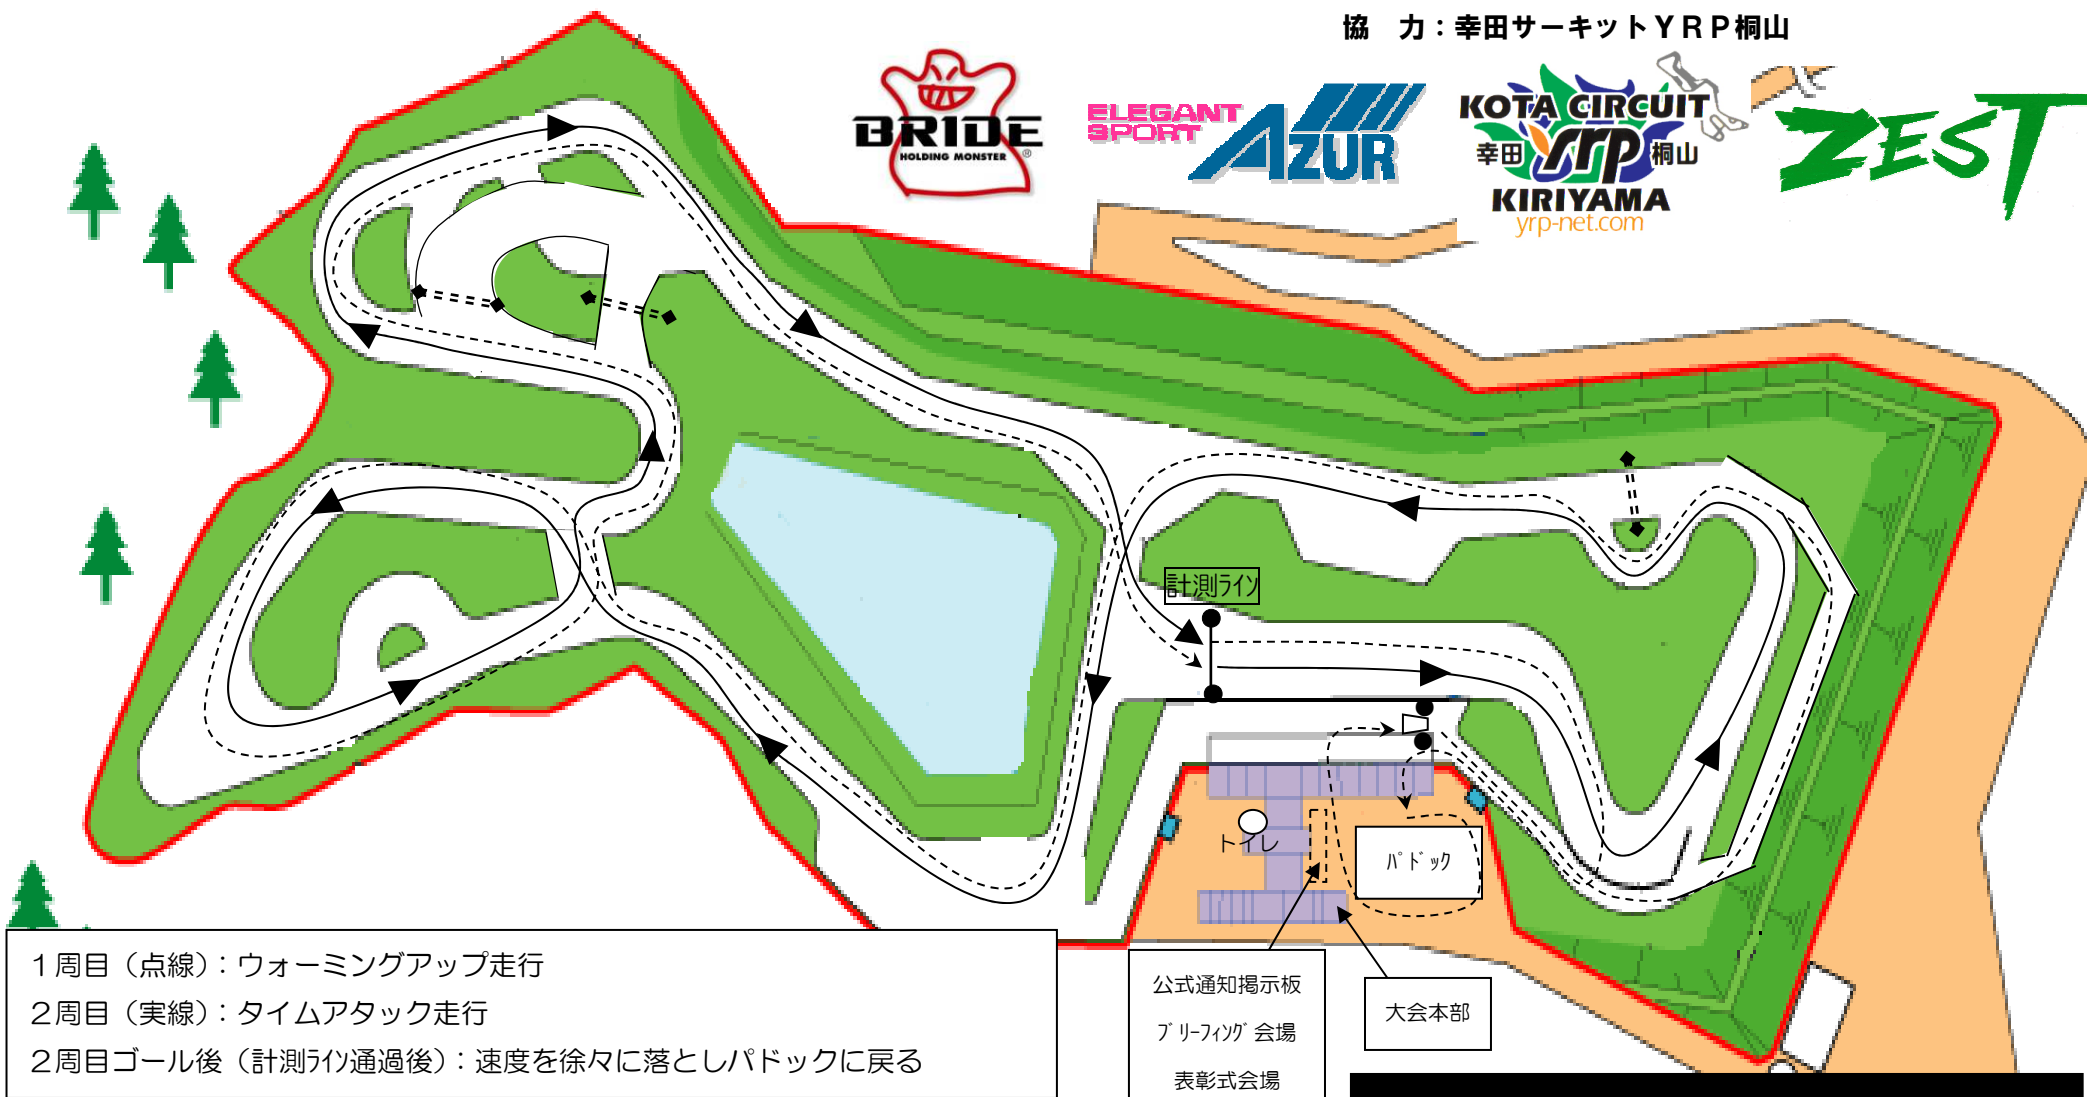 協　力：幸田サーキットＹＲＰ桐山
BRIDE
HOLDING MONSTER
®
ELEGANT
SPORT
AZUR
KOTA CIRCUIT
幸田 yrp 桐山
KIRIYAMA
yrp-net.com
ZEST
計測ﾗｲﾝ
トイレ
ﾊﾟﾄﾞｯｸ
１周目（点線）：ウォーミングアップ走行
２周目（実線）：タイムアタック走行
２周目ゴール後（計測ﾗｲﾝ通過後）：速度を徐々に落としパドックに戻る
公式通知掲示板
ﾌﾞﾘｰﾌｨﾝｸﾞ会場
表彰式会場
大会本部